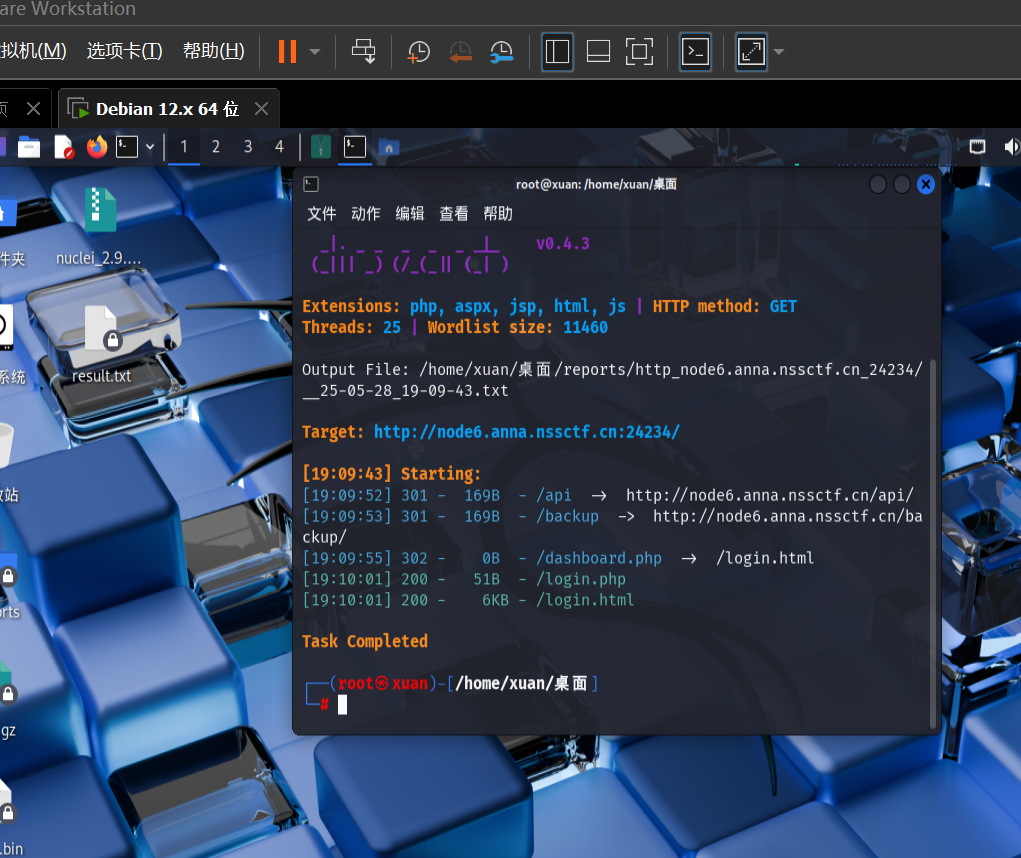 are Workstation
拟机(M) 选项卡(T) 帮助(H)
页
Debian 12.x 64 位
1 2 3 4
root@xuan: /home/xuan/桌面
文件 动作 编辑 查看 帮助
v0.4.3
Extensions: php, aspx, jsp, html, js | HTTP method: GET
Threads: 25 | Wordlist size: 11460
Output File: /home/xuan/桌面/reports/http_node6.anna.nssctf.cn_24234/
__25-05-28_19-09-43.txt
Target: http://node6.anna.nssctf.cn:24234/
[19:09:43] Starting:
[19:09:52] 301 - 169B - /api -> http://node6.anna.nssctf.cn/api/
[19:09:53] 301 - 169B - /backup -> http://node6.anna.nssctf.cn/ba
ckup/
[19:09:55] 302 - 0B - /dashboard.php -> /login.html
[19:10:01] 200 - 51B - /login.php
[19:10:01] 200 - 6KB - /login.html
Task Completed
┌──(root㉿xuan)-[/home/xuan/桌面]
└─#
件夹
nuclei_2.9....
系统
result.txt
收站
orts
gz
.bin